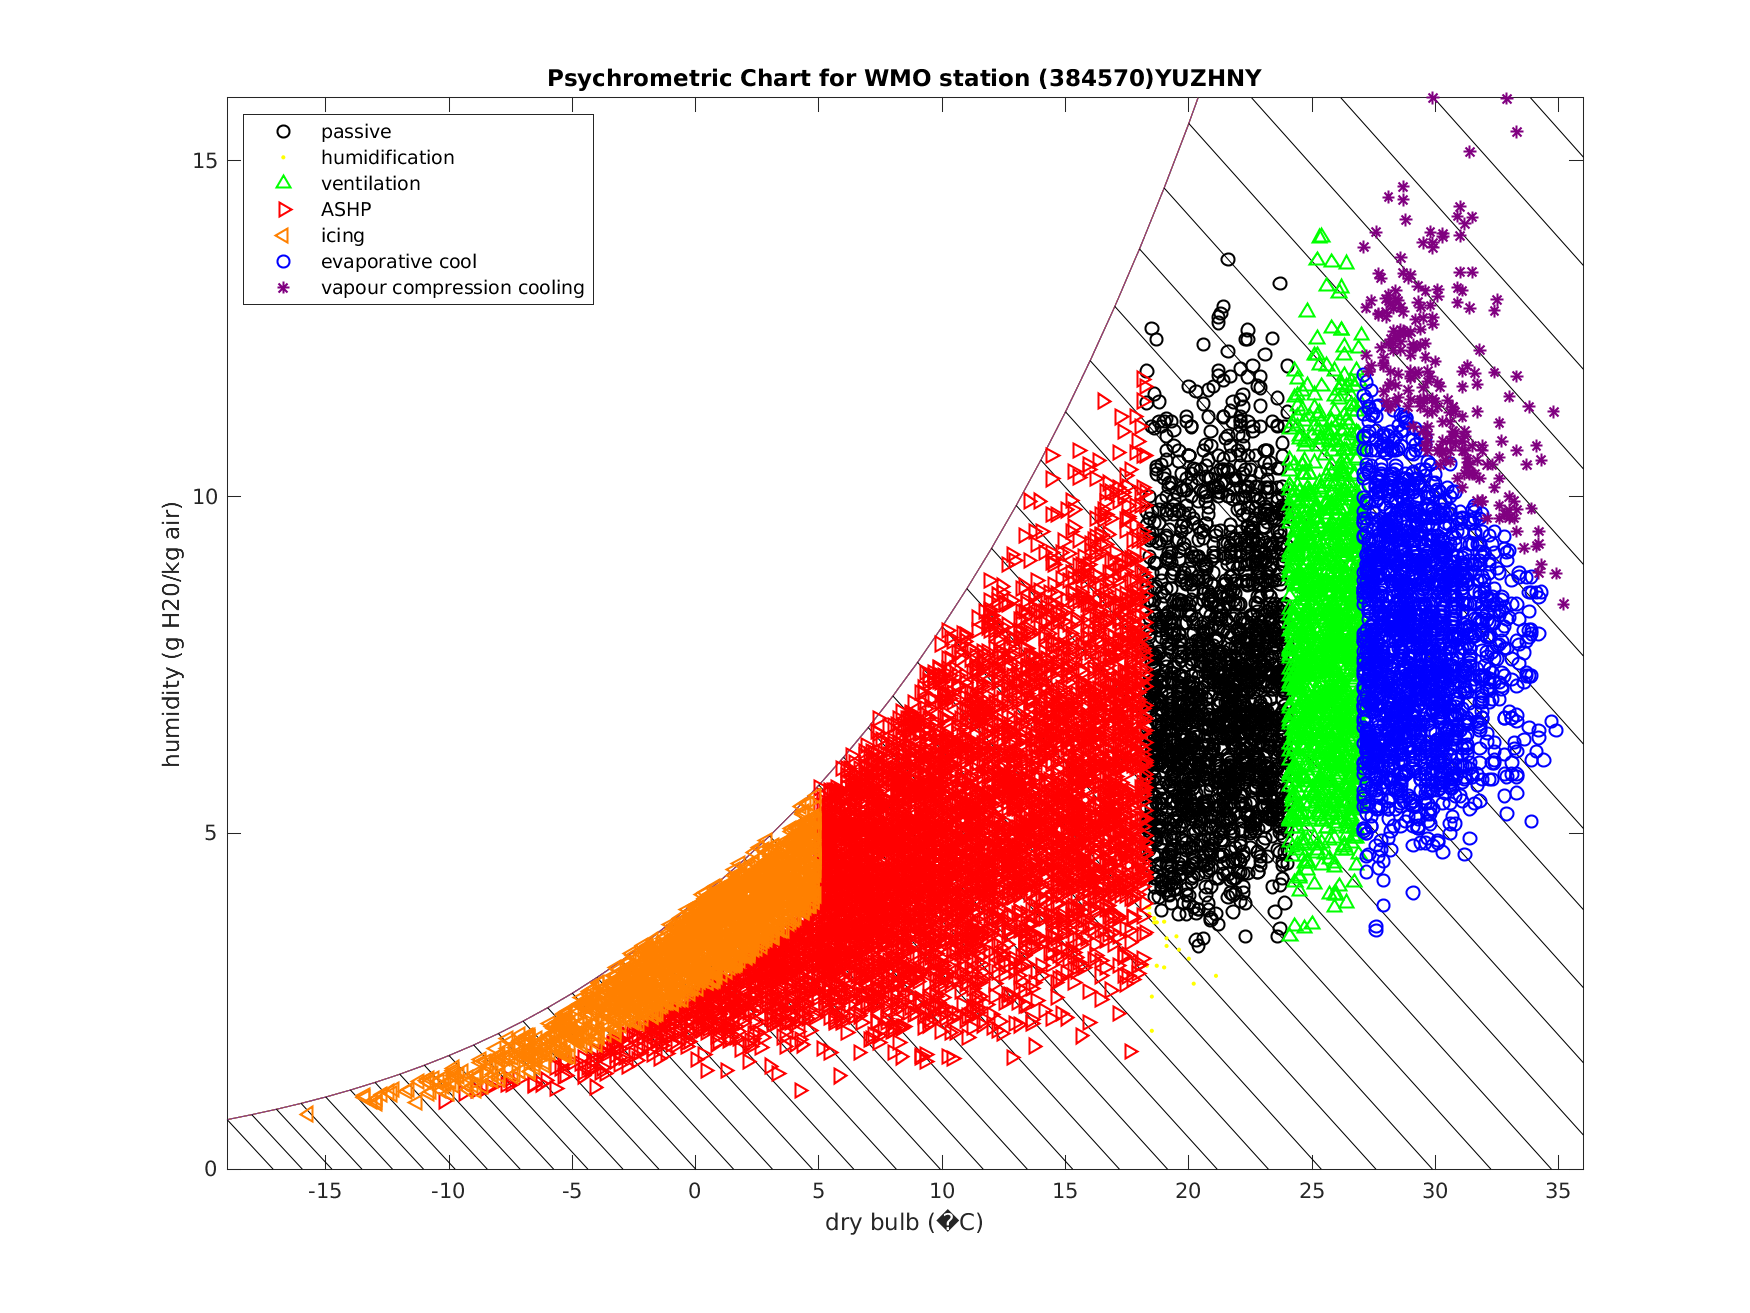 Psychrometric Chart for WMO station (384570)YUZHNY
passive
humidification
ventilation
ASHP
icing
evaporative cool
vapour compression cooling
humidity (g H20/kg air)
15
10
5
0
-15 -10 -5 0 5 10 15 20 25 30 35
dry bulb (�C)